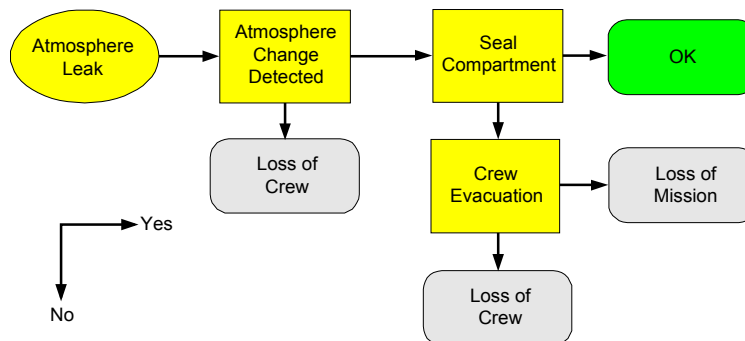 Atmosphere
Leak
Atmosphere
Change
Detected
Seal
Compartment
OK
Loss of
Crew
Crew
Evacuation
Loss of
Mission
Yes
Loss of
Crew
No